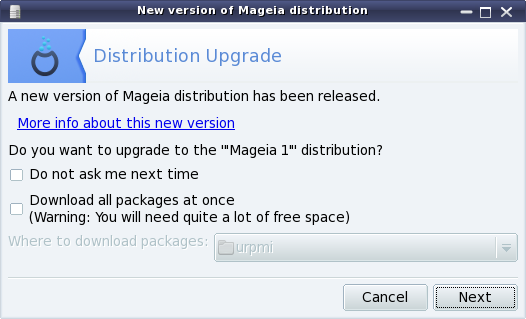 New version of Mageia distribution
Distribution Upgrade
A new version of Mageia distribution has been released.
More info about this new version
Do you want to upgrade to the '"Mageia 1"' distribution?
Do not ask me next time
Download all packages at once
(Warning: You will need quite a lot of free space)
Where to download packages: urpmi
Cancel Next